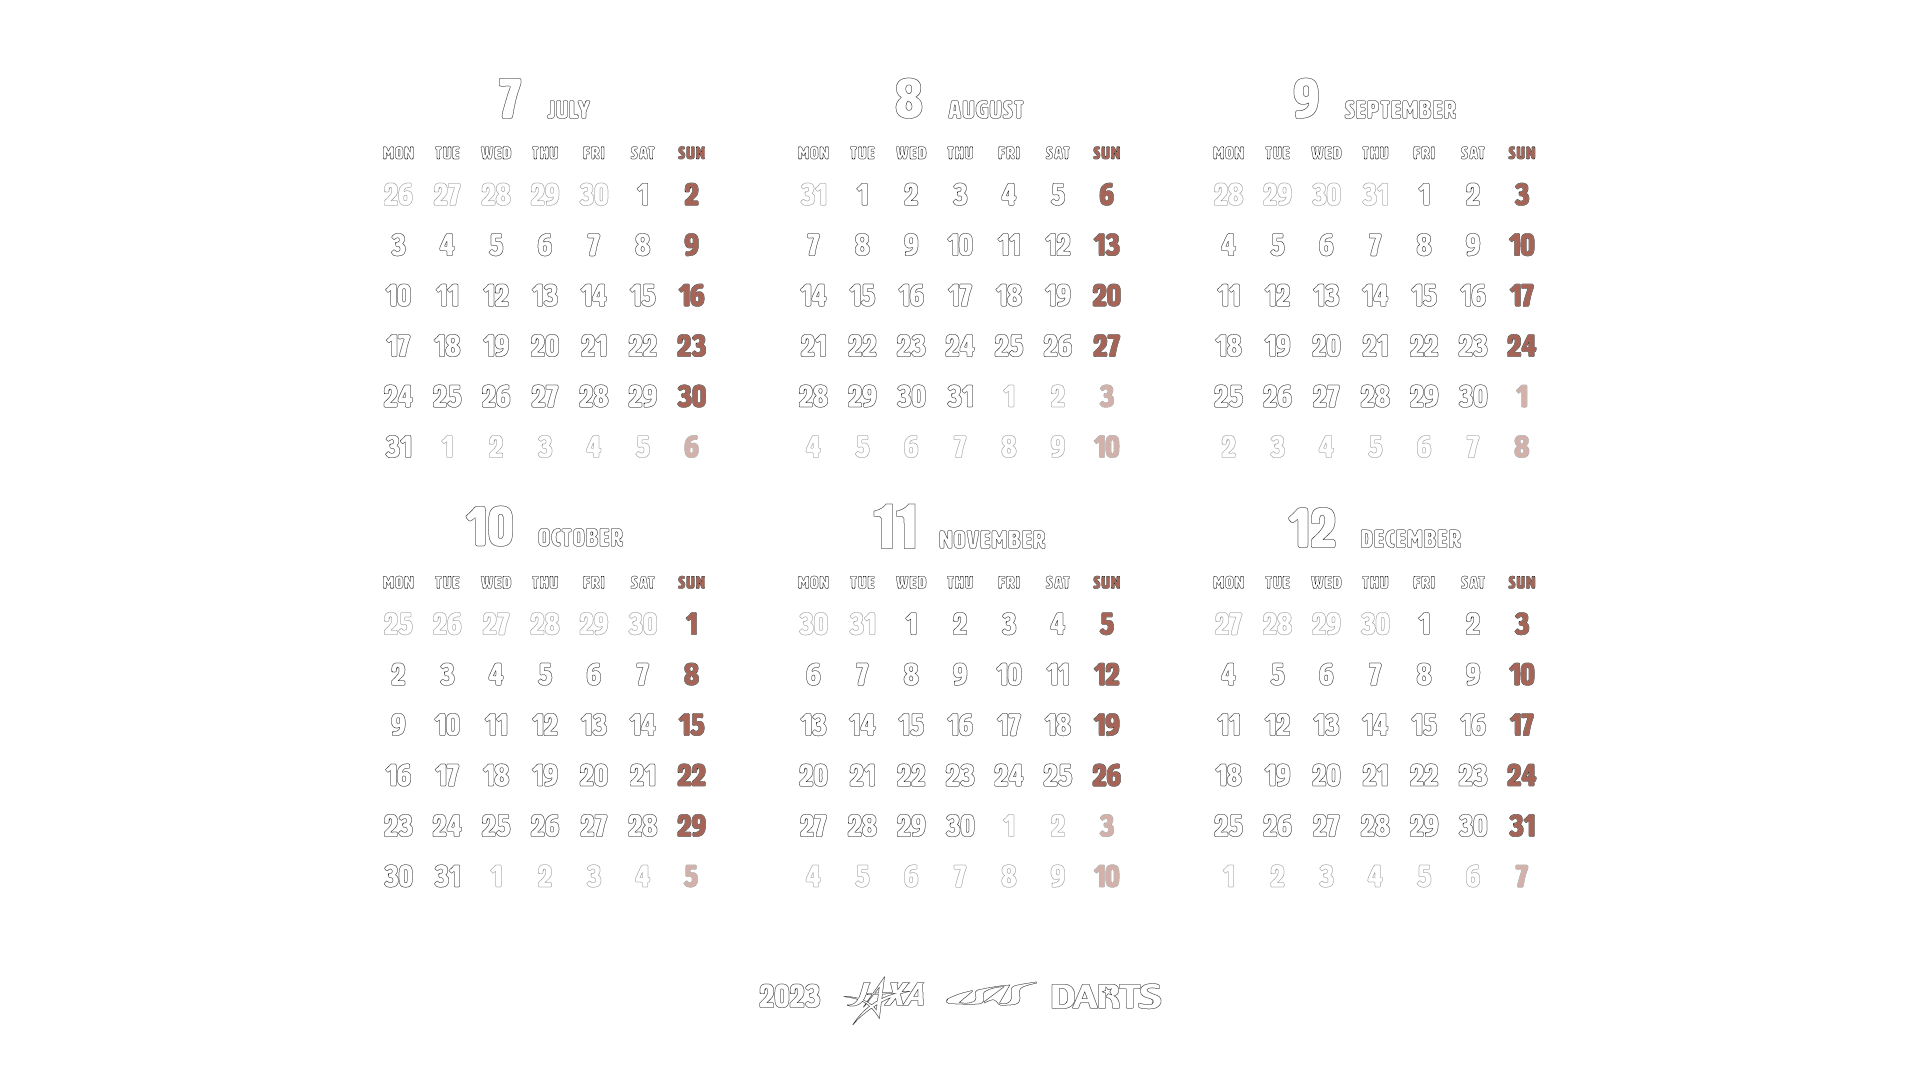 7 JULY
MON TUE WED THU FRI SAT SUN
26 27 28 29 30 1 2
3 4 5 6 7 8 9
10 11 12 13 14 15 16
17 18 19 20 21 22 23
24 25 26 27 28 29 30
31 1 2 3 4 5 6
8 AUGUST
MON TUE WED THU FRI SAT SUN
31 1 2 3 4 5 6
7 8 9 10 11 12 13
14 15 16 17 18 19 20
21 22 23 24 25 26 27
28 29 30 31 1 2 3
4 5 6 7 8 9 10
9 SEPTEMBER
MON TUE WED THU FRI SAT SUN
28 29 30 31 1 2 3
4 5 6 7 8 9 10
11 12 13 14 15 16 17
18 19 20 21 22 23 24
25 26 27 28 29 30 1
2 3 4 5 6 7 8
10 OCTOBER
MON TUE WED THU FRI SAT SUN
25 26 27 28 29 30 1
2 3 4 5 6 7 8
9 10 11 12 13 14 15
16 17 18 19 20 21 22
23 24 25 26 27 28 29
30 31 1 2 3 4 5
11 NOVEMBER
MON TUE WED THU FRI SAT SUN
30 31 1 2 3 4 5
6 7 8 9 10 11 12
13 14 15 16 17 18 19
20 21 22 23 24 25 26
27 28 29 30 1 2 3
4 5 6 7 8 9 10
12 DECEMBER
MON TUE WED THU FRI SAT SUN
27 28 29 30 1 2 3
4 5 6 7 8 9 10
11 12 13 14 15 16 17
18 19 20 21 22 23 24
25 26 27 28 29 30 31
1 2 3 4 5 6 7
2023 JAXA ISAS DARTS